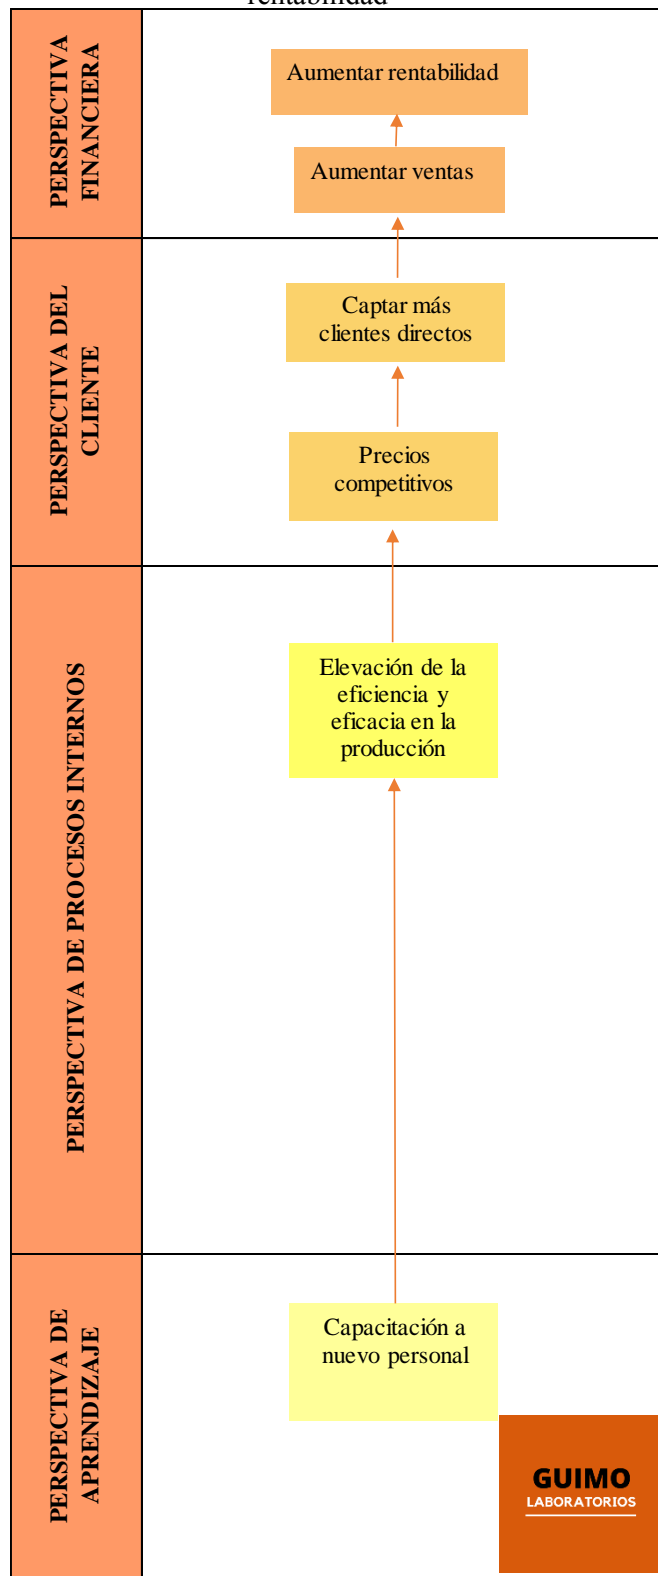 rentabilidad
PERSPECTIVA
FINANCIERA
Aumentar rentabilidad
Aumentar ventas
PERSPECTIVA DEL
CLIENTE
Captar más
clientes directos
Precios
competitivos
PERSPECTIVA DE PROCESOS INTERNOS
Elevación de la
eficiencia y
eficacia en la
producción
PERSPECTIVA DE
APRENDIZAJE
Capacitación a
nuevo personal
GUIMO
LABORATORIOS